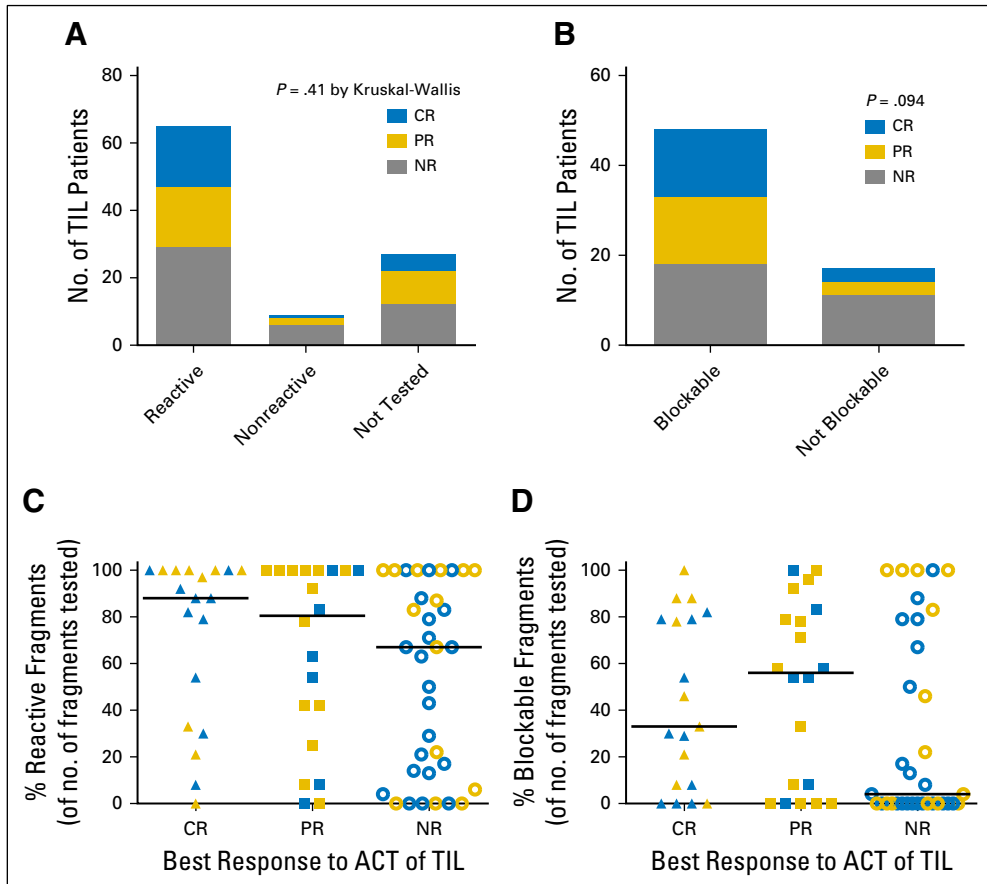 A
No. of TIL Patients
80
60
40
20
0
P = .41 by Kruskal-Wallis
CR
PR
NR
Reactive
Nonreactive
Not Tested
B
No. of TIL Patients
60
40
20
0
P = .094
CR
PR
NR
Blockable
Not Blockable
C
% Reactive Fragments
(of no. of fragments tested)
100
80
60
40
20
0
CR
PR
NR
Best Response to ACT of TIL
D
% Blockable Fragments
(of no. of fragments tested)
100
80
60
40
20
0
CR
PR
NR
Best Response to ACT of TIL